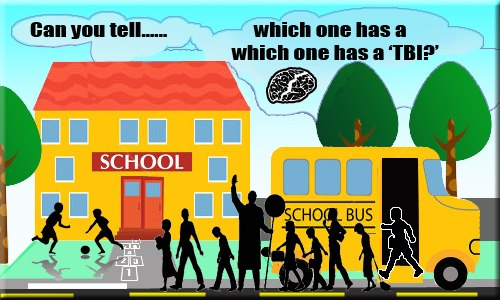 Can you tell......
which one has a
which one has a ‘TBI?’
SCHOOL
SCHOOL BUS